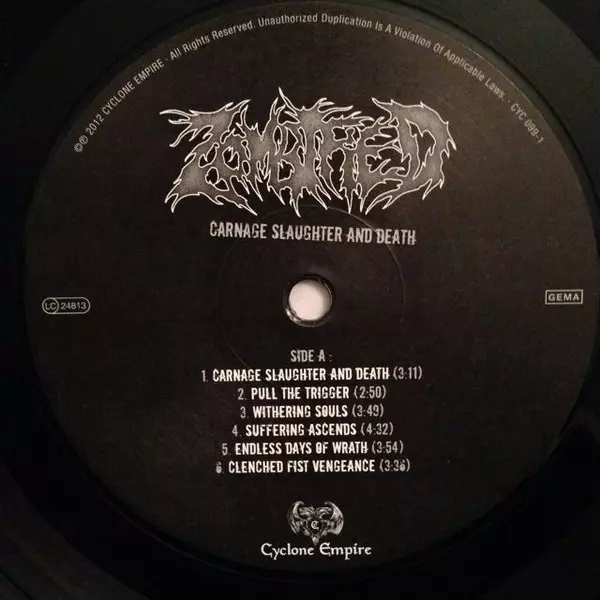 ℗© 2012 CYCLONE EMPIRE · All Rights Reserved. Unauthorized Duplication Is A Violation Of Applicable Laws. · CYC 099-1
ZOMBIFIED
CARNAGE SLAUGHTER AND DEATH
LC 24813
GEMA
SIDE A :
1. CARNAGE SLAUGHTER AND DEATH (3:11)
2. PULL THE TRIGGER (2:50)
3. WITHERING SOULS (3:49)
4. SUFFERING ASCENDS (4:32)
5. ENDLESS DAYS OF WRATH (3:54)
6. CLENCHED FIST VENGEANCE (3:36)
C
Cyclone Empire